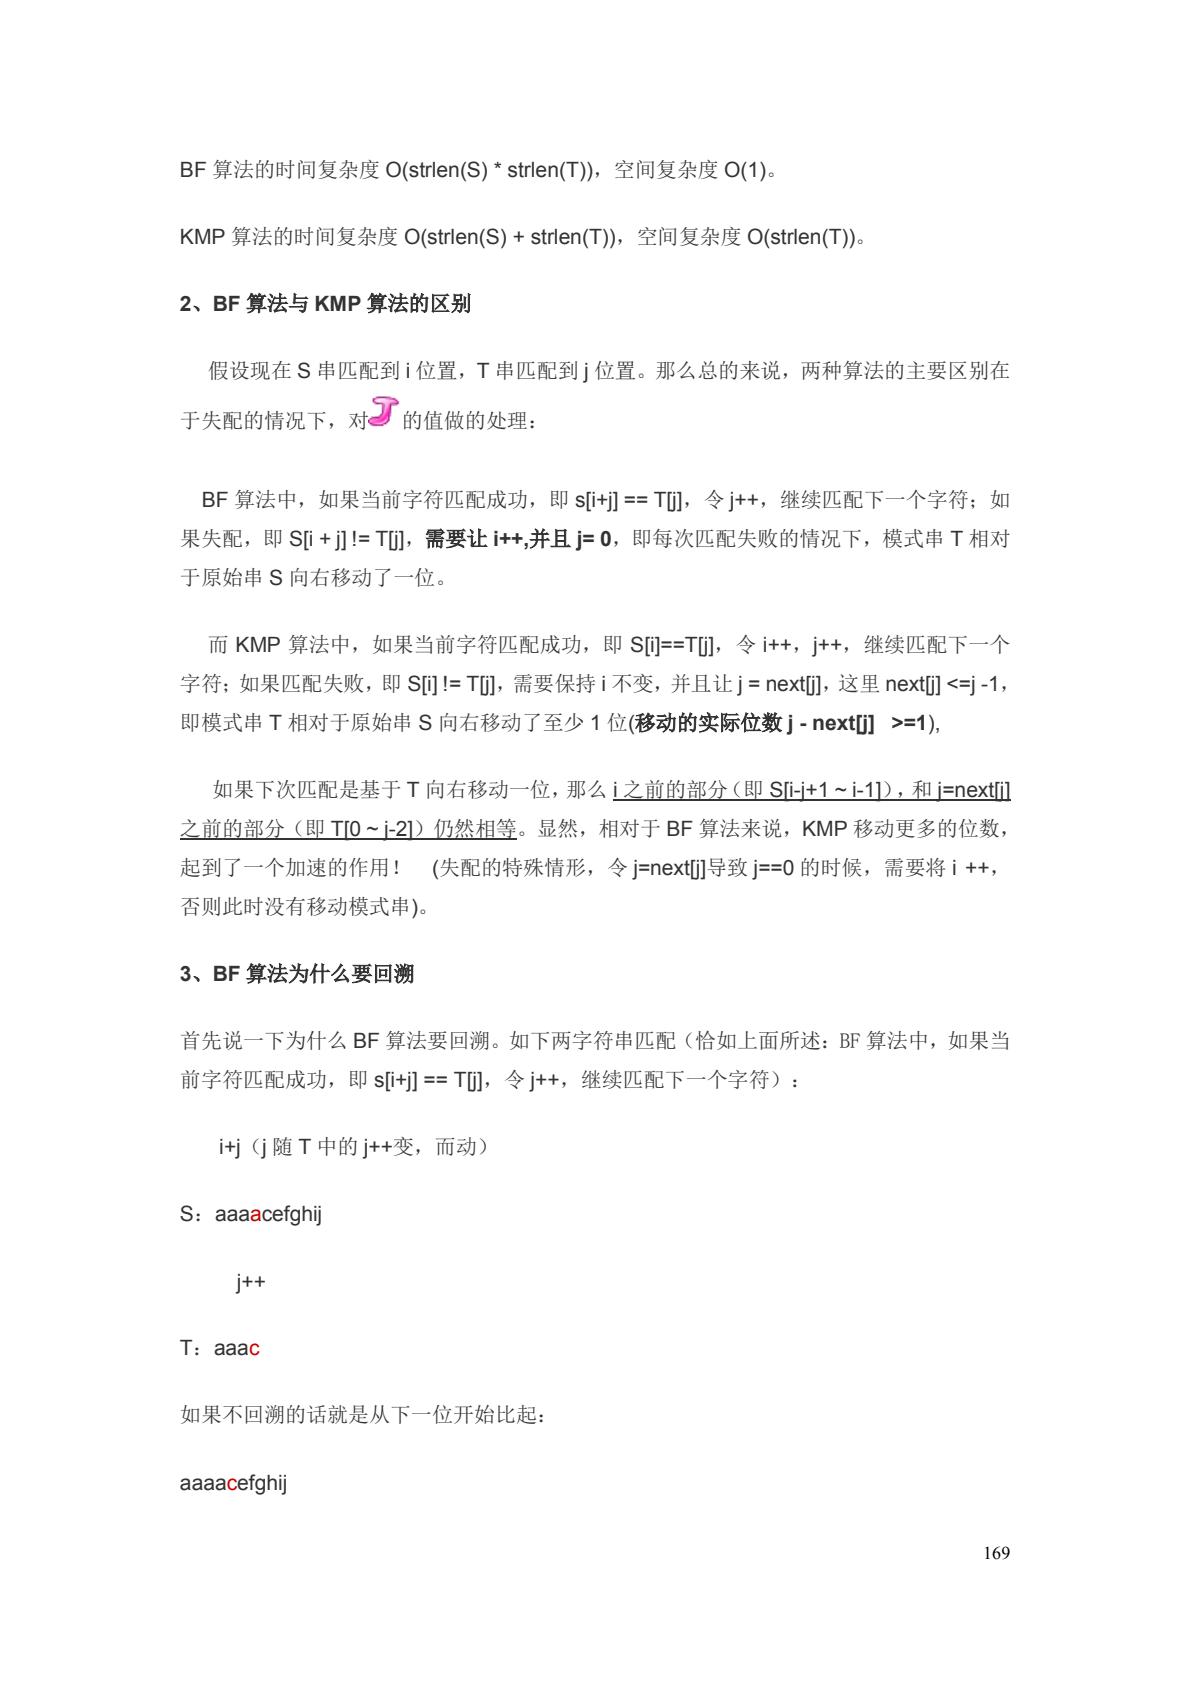 BF 算法的时间复杂度 O(strlen(S) * strlen(T))，空间复杂度 O(1)。
KMP 算法的时间复杂度 O(strlen(S) + strlen(T))，空间复杂度 O(strlen(T))。
2、BF 算法与 KMP 算法的区别
假设现在 S 串匹配到 i 位置，T 串匹配到 j 位置。那么总的来说，两种算法的主要区别在
于失配的情况下，对 J 的值做的处理：
BF 算法中，如果当前字符匹配成功，即 s[i+j] == T[j]，令 j++，继续匹配下一个字符；如
果失配，即 S[i + j] != T[j]，需要让 i++,并且 j= 0，即每次匹配失败的情况下，模式串 T 相对
于原始串 S 向右移动了一位。
而 KMP 算法中，如果当前字符匹配成功，即 S[i]==T[j]，令 i++，j++，继续匹配下一个
字符；如果匹配失败，即 S[i] != T[j]，需要保持 i 不变，并且让 j = next[j]，这里 next[j] <=j -1，
即模式串 T 相对于原始串 S 向右移动了至少 1 位(移动的实际位数 j - next[j] >=1),
如果下次匹配是基于 T 向右移动一位，那么 i 之前的部分（即 S[i-j+1 ~ i-1]），和 j=next[j]
之前的部分（即 T[0 ~ j-2]）仍然相等。显然，相对于 BF 算法来说，KMP 移动更多的位数，
起到了一个加速的作用！ (失配的特殊情形，令 j=next[j]导致 j==0 的时候，需要将 i ++，
否则此时没有移动模式串)。
3、BF 算法为什么要回溯
首先说一下为什么 BF 算法要回溯。如下两字符串匹配（恰如上面所述：BF 算法中，如果当
前字符匹配成功，即 s[i+j] == T[j]，令 j++，继续匹配下一个字符）：
i+j（j 随 T 中的 j++变，而动）
S：aaaacefghij
j++
T：aaac
如果不回溯的话就是从下一位开始比起：
aaaacefghij
169